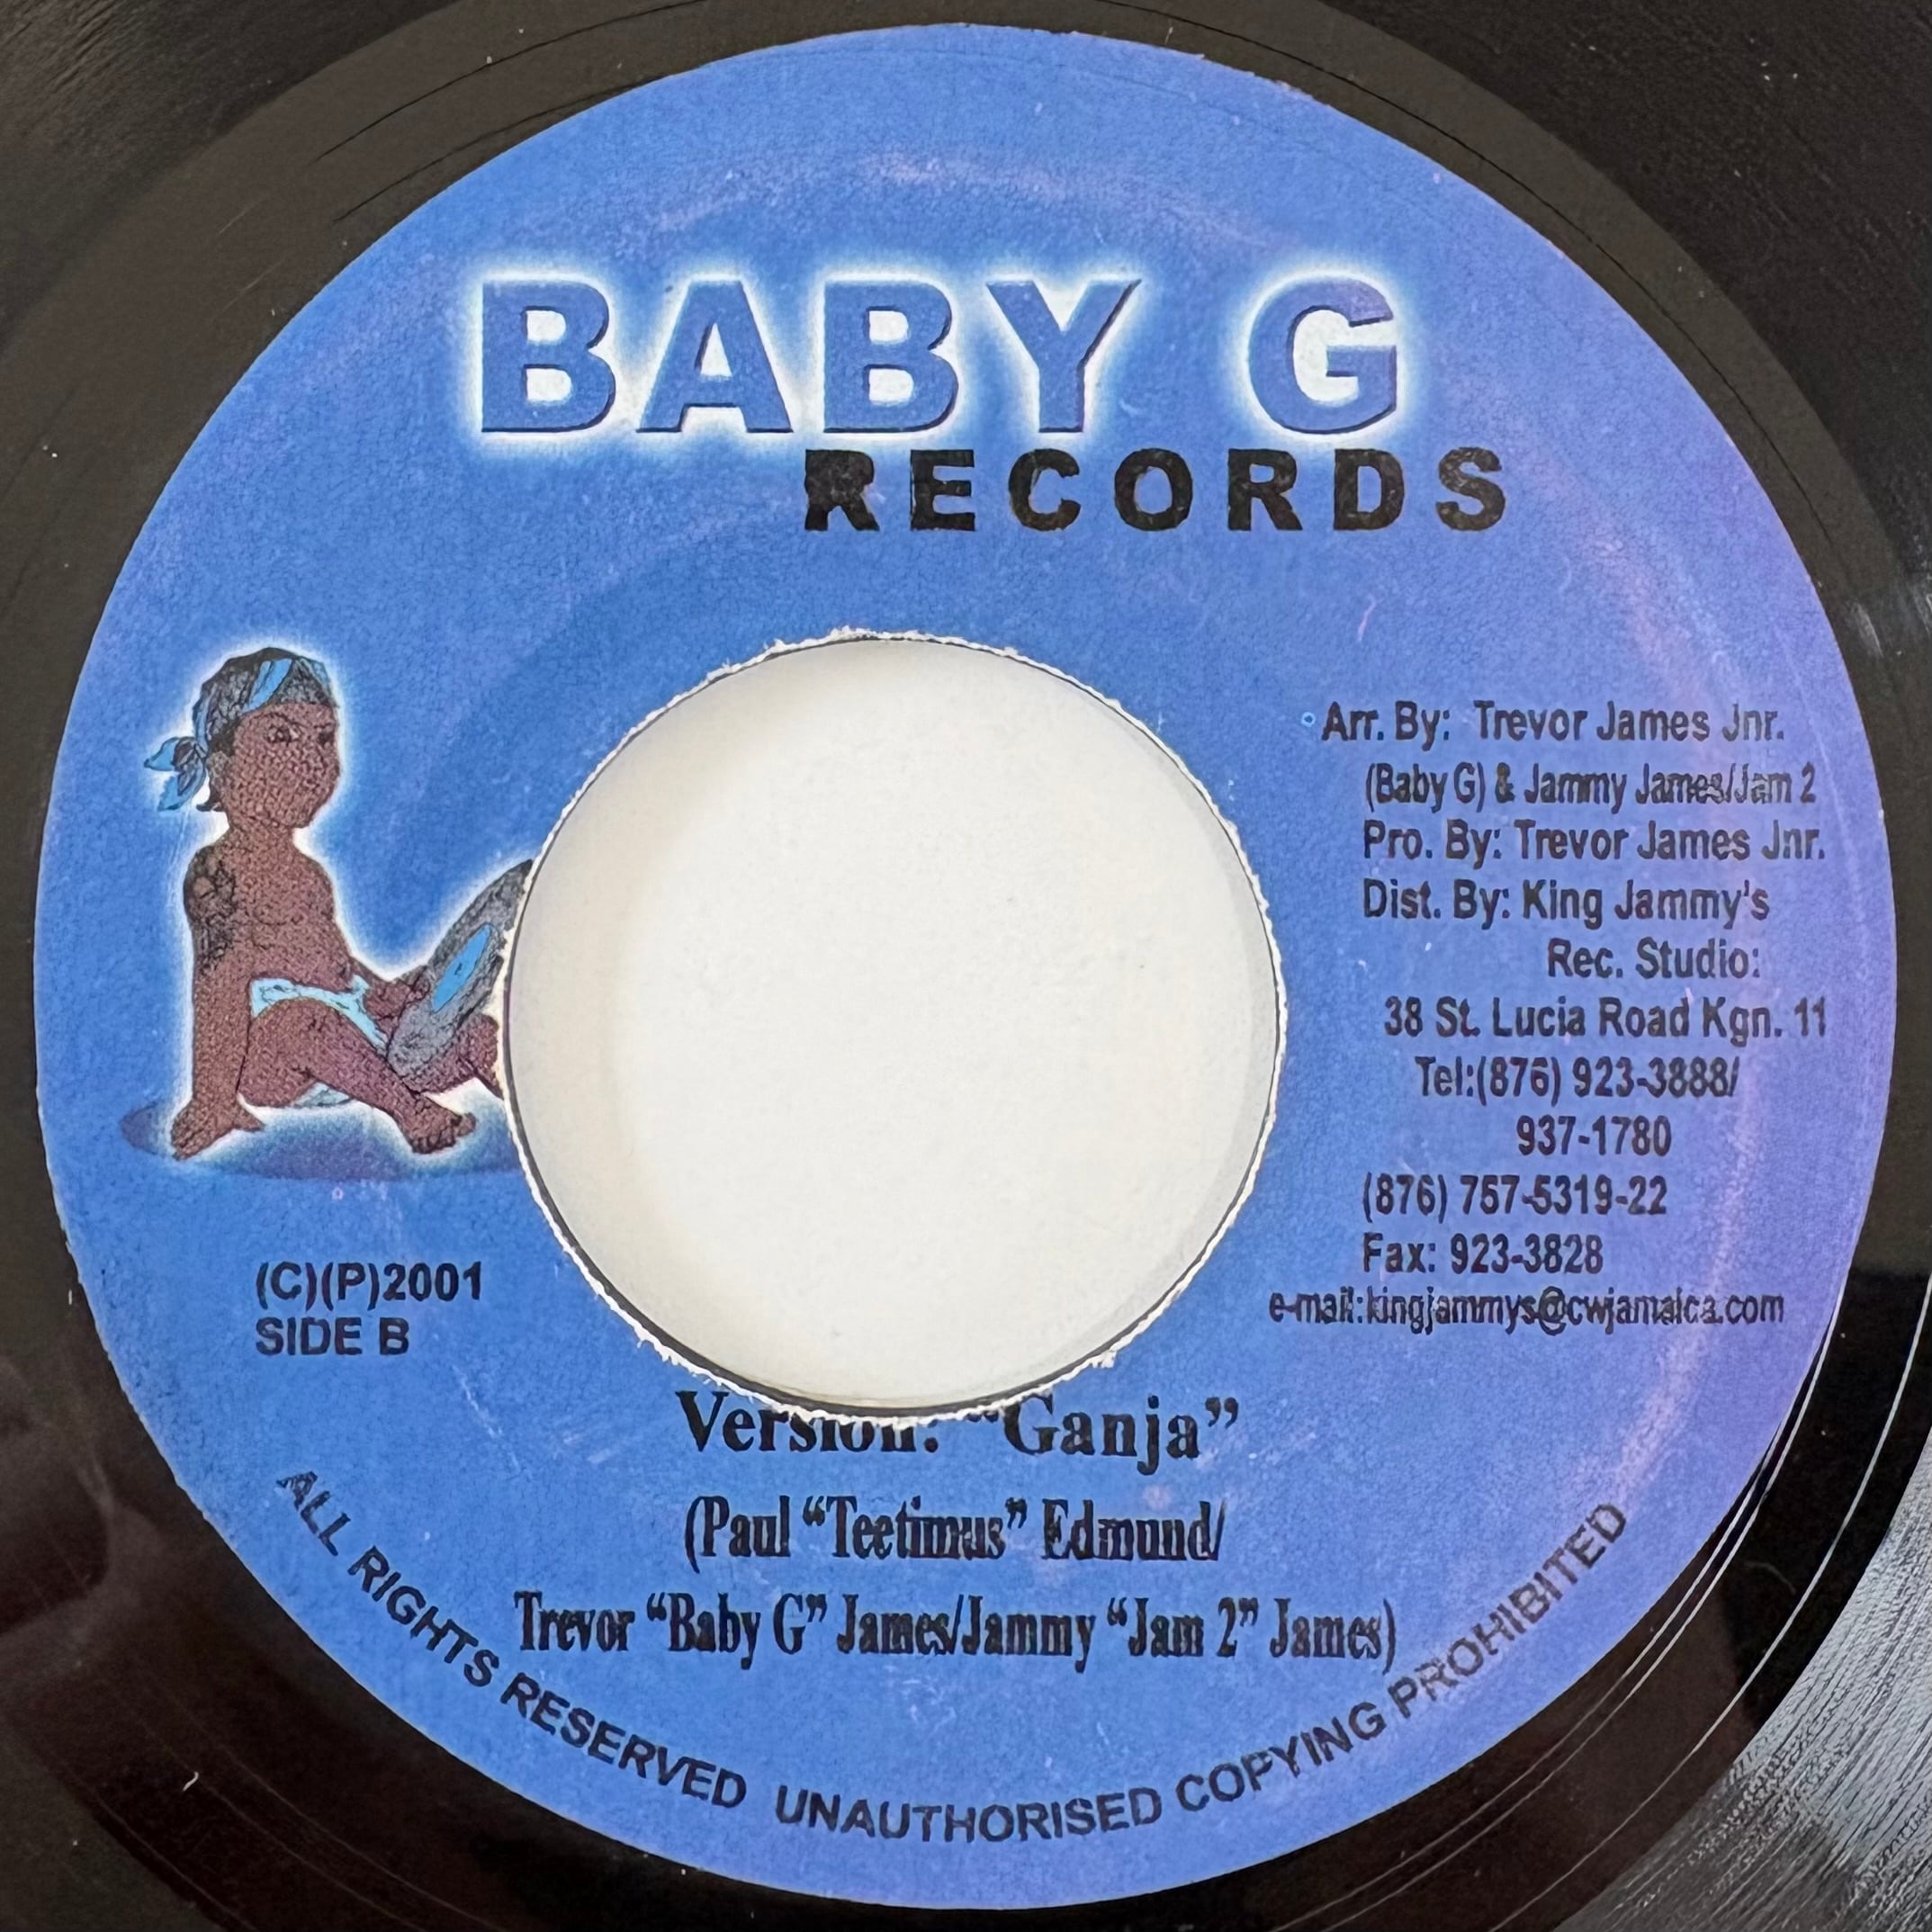 BABY G
RECORDS
Arr. By: Trevor James Jnr.
(Baby G) & Jammy James/Jam 2
Pro. By: Trevor James Jnr.
Dist. By: King Jammy's
Rec. Studio:
38 St. Lucia Road Kgn. 11
Tel:(876) 923-3888/
937-1780
(876) 757-5319-22
Fax: 923-3828
e-mail:kingjammys@cwjamaica.com
(C)(P)2001
SIDE B
Version: “Ganja”
(Paul “Teetimus” Edmund/
Trevor “Baby G” James/Jammy “Jam 2” James)
ALL RIGHTS RESERVED UNAUTHORISED COPYING PROHIBITED